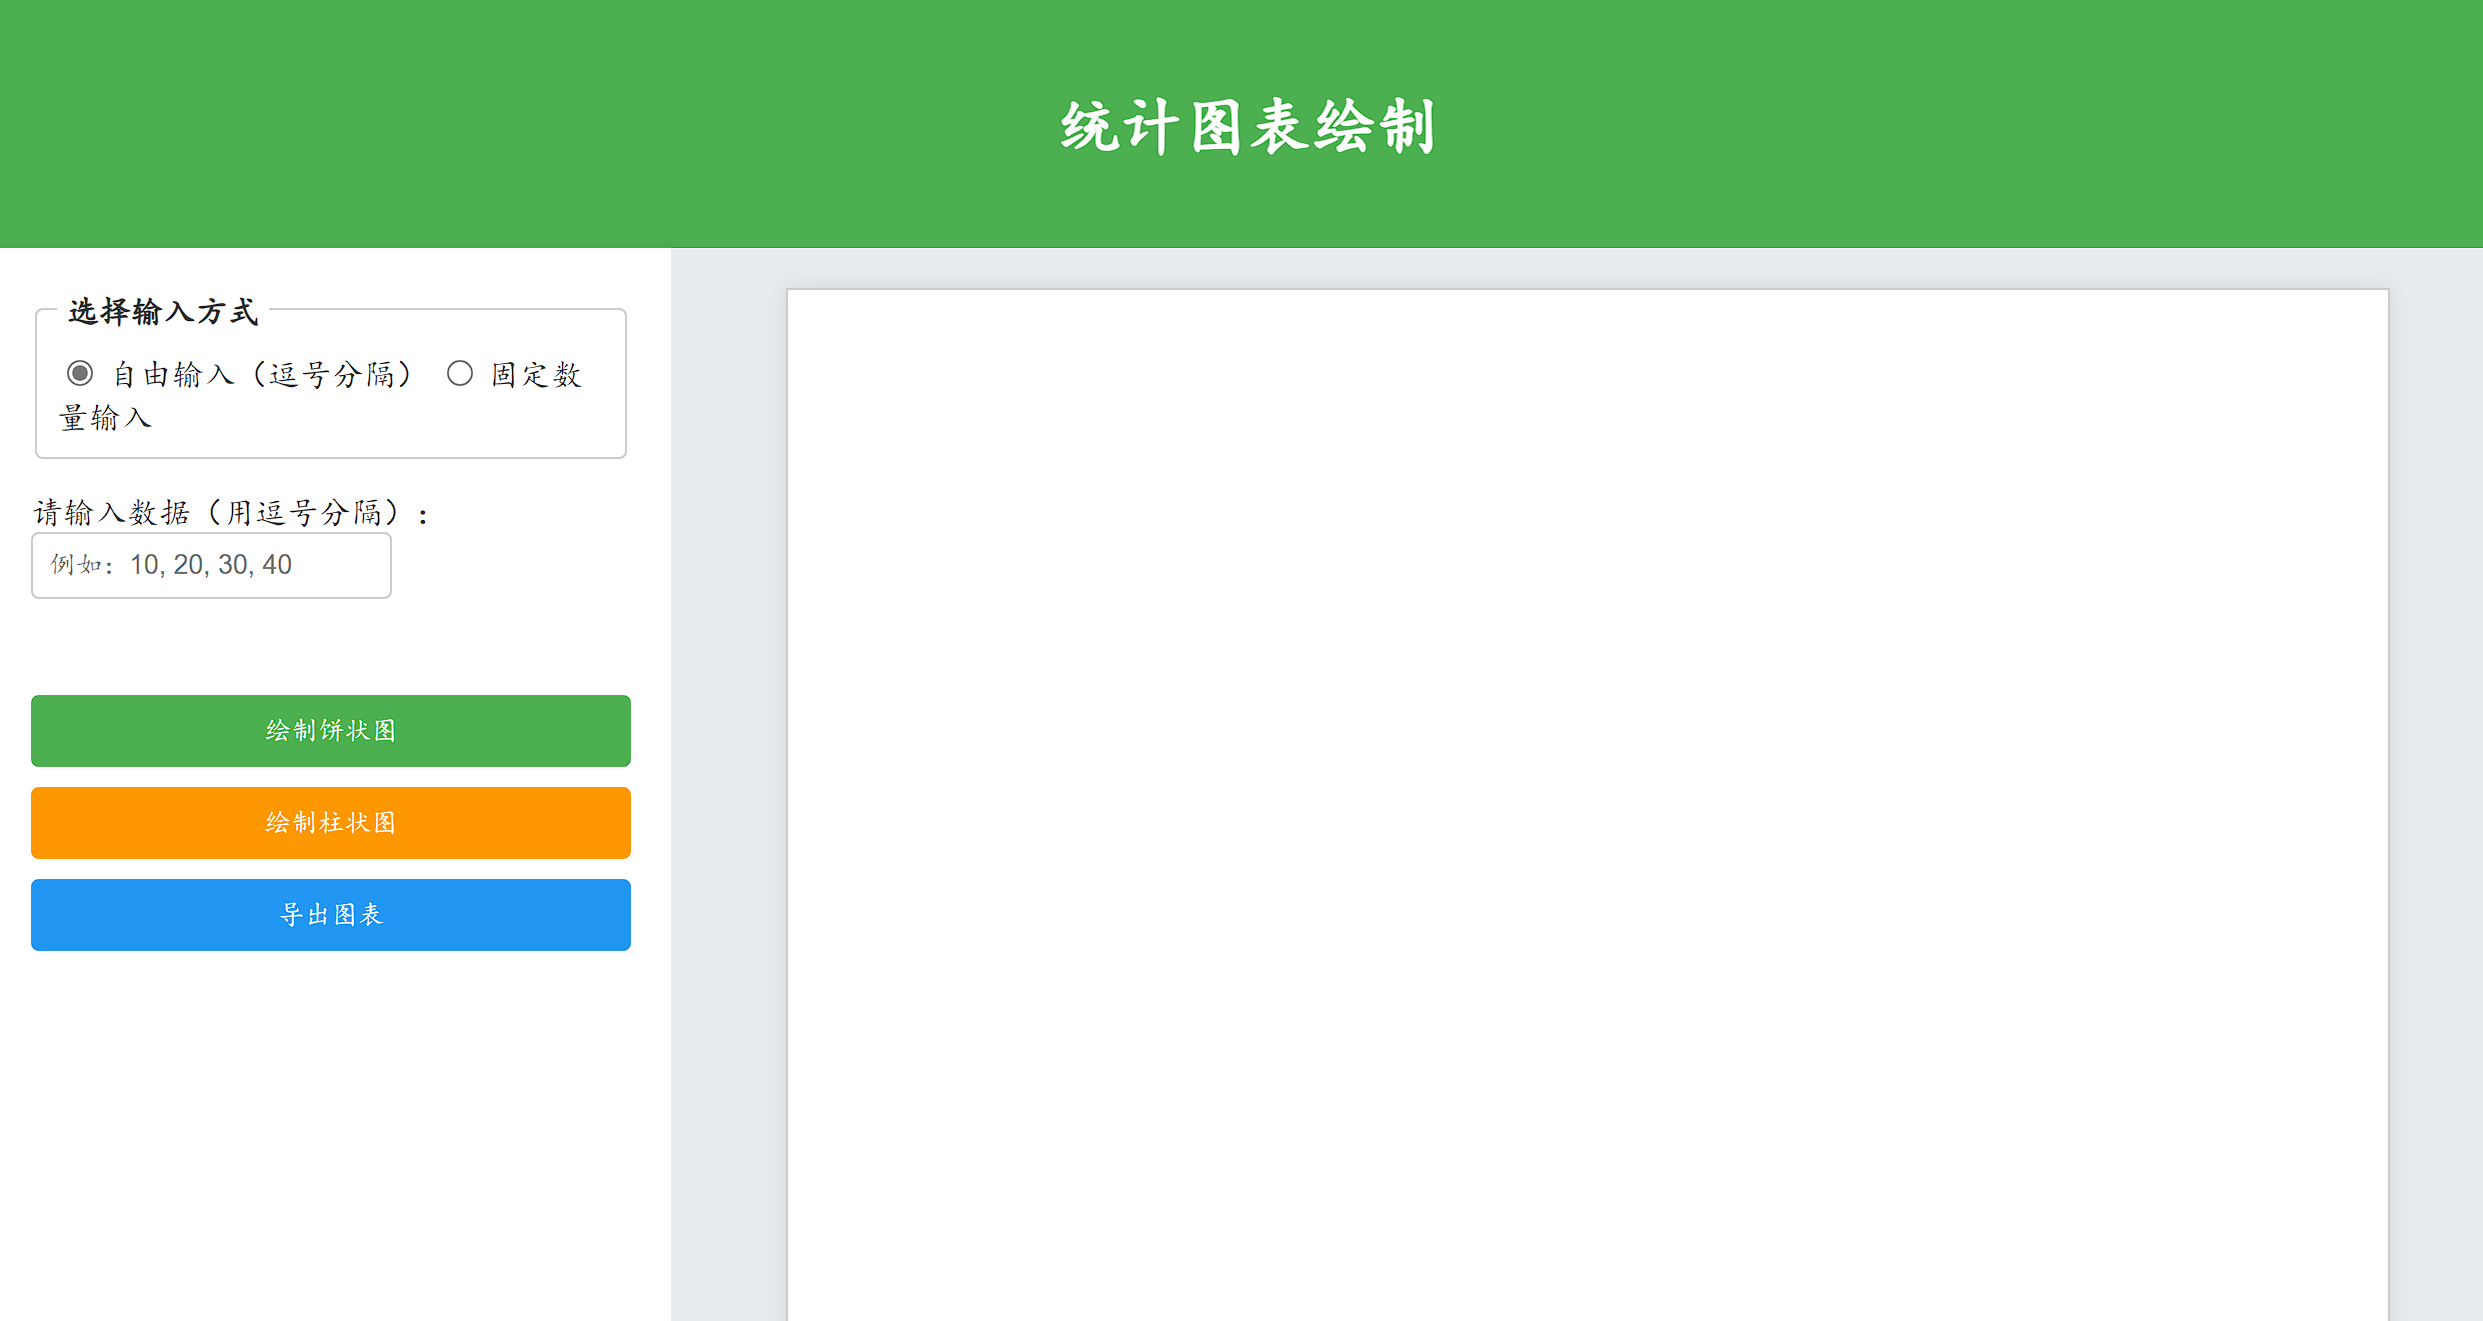 统计图表绘制
选择输入方式
自由输入（逗号分隔） 固定数
量输入
请输入数据（用逗号分隔）：
例如：10, 20, 30, 40
绘制饼状图
绘制柱状图
导出图表